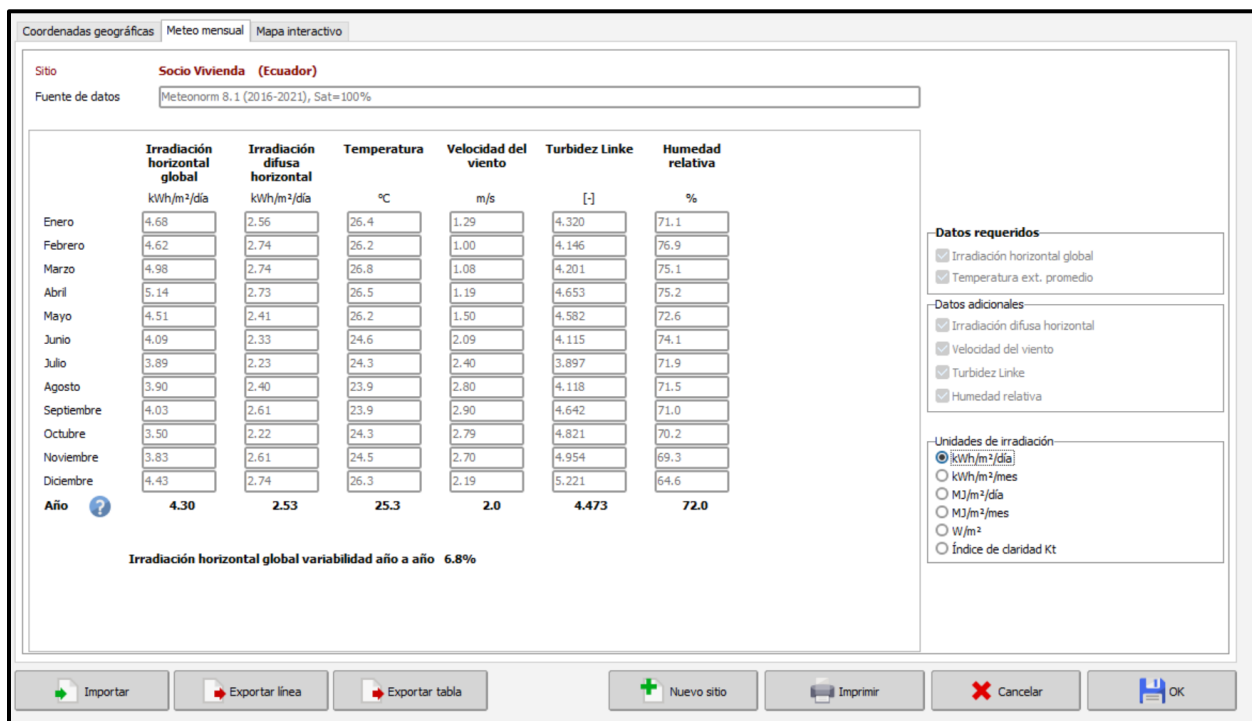 Coordenadas geográficas Meteo mensual Mapa interactivo
Sitio Socio Vivienda (Ecuador)
Fuente de datos Meteonorm 8.1 (2016-2021), Sat=100%
Irradiación horizontal global Irradiación difusa horizontal Temperatura Velocidad del viento Turbidez Linke Humedad relativa
kWh/m²/día kWh/m²/día ºC m/s [-] %
Enero 4.68 2.56 26.4 1.29 4.320 71.1
Febrero 4.62 2.74 26.2 1.00 4.146 76.9
Marzo 4.98 2.74 26.8 1.08 4.201 75.1
Abril 5.14 2.73 26.5 1.19 4.653 75.2
Mayo 4.51 2.41 26.2 1.50 4.582 72.6
Junio 4.09 2.33 24.6 2.09 4.115 74.1
Julio 3.89 2.23 24.3 2.40 3.897 71.9
Agosto 3.90 2.40 23.9 2.80 4.118 71.5
Septiembre 4.03 2.61 23.9 2.90 4.642 71.0
Octubre 3.50 2.22 24.3 2.79 4.821 70.2
Noviembre 3.83 2.61 24.5 2.70 4.954 69.3
Diciembre 4.43 2.74 26.3 2.19 5.221 64.6
Año ? 4.30 2.53 25.3 2.0 4.473 72.0
Irradiación horizontal global variabilidad año a año 6.8%
Datos requeridos
Irradiación horizontal global
Temperatura ext. promedio
Datos adicionales
Irradiación difusa horizontal
Velocidad del viento
Turbidez Linke
Humedad relativa
Unidades de irradiación
kWh/m²/día
kWh/m²/mes
MJ/m²/día
MJ/m²/mes
W/m²
Índice de claridad Kt
Importar Exportar línea Exportar tabla Nuevo sitio Imprimir Cancelar OK